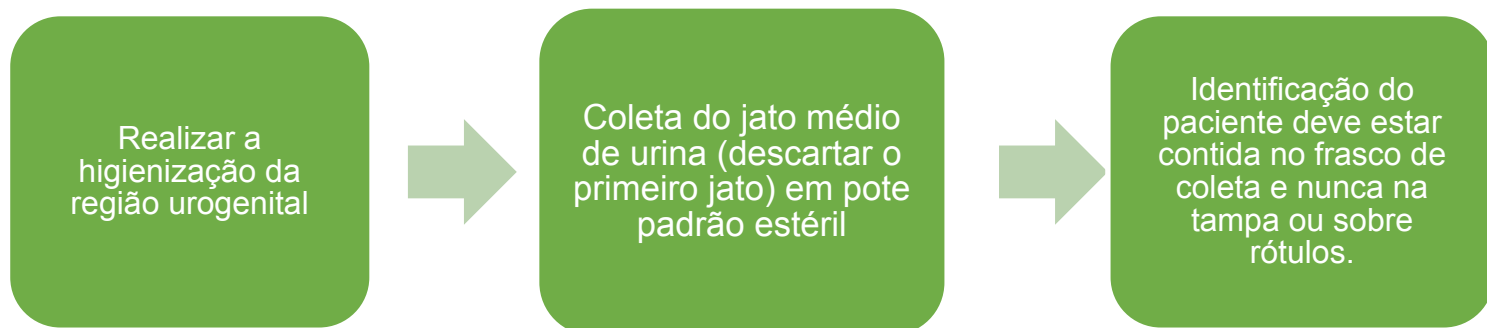 Realizar a
higienização da
região urogenital
Coleta do jato médio
de urina (descartar o
primeiro jato) em pote
padrão estéril
Identificação do
paciente deve estar
contida no frasco de
coleta e nunca na
tampa ou sobre
rótulos.